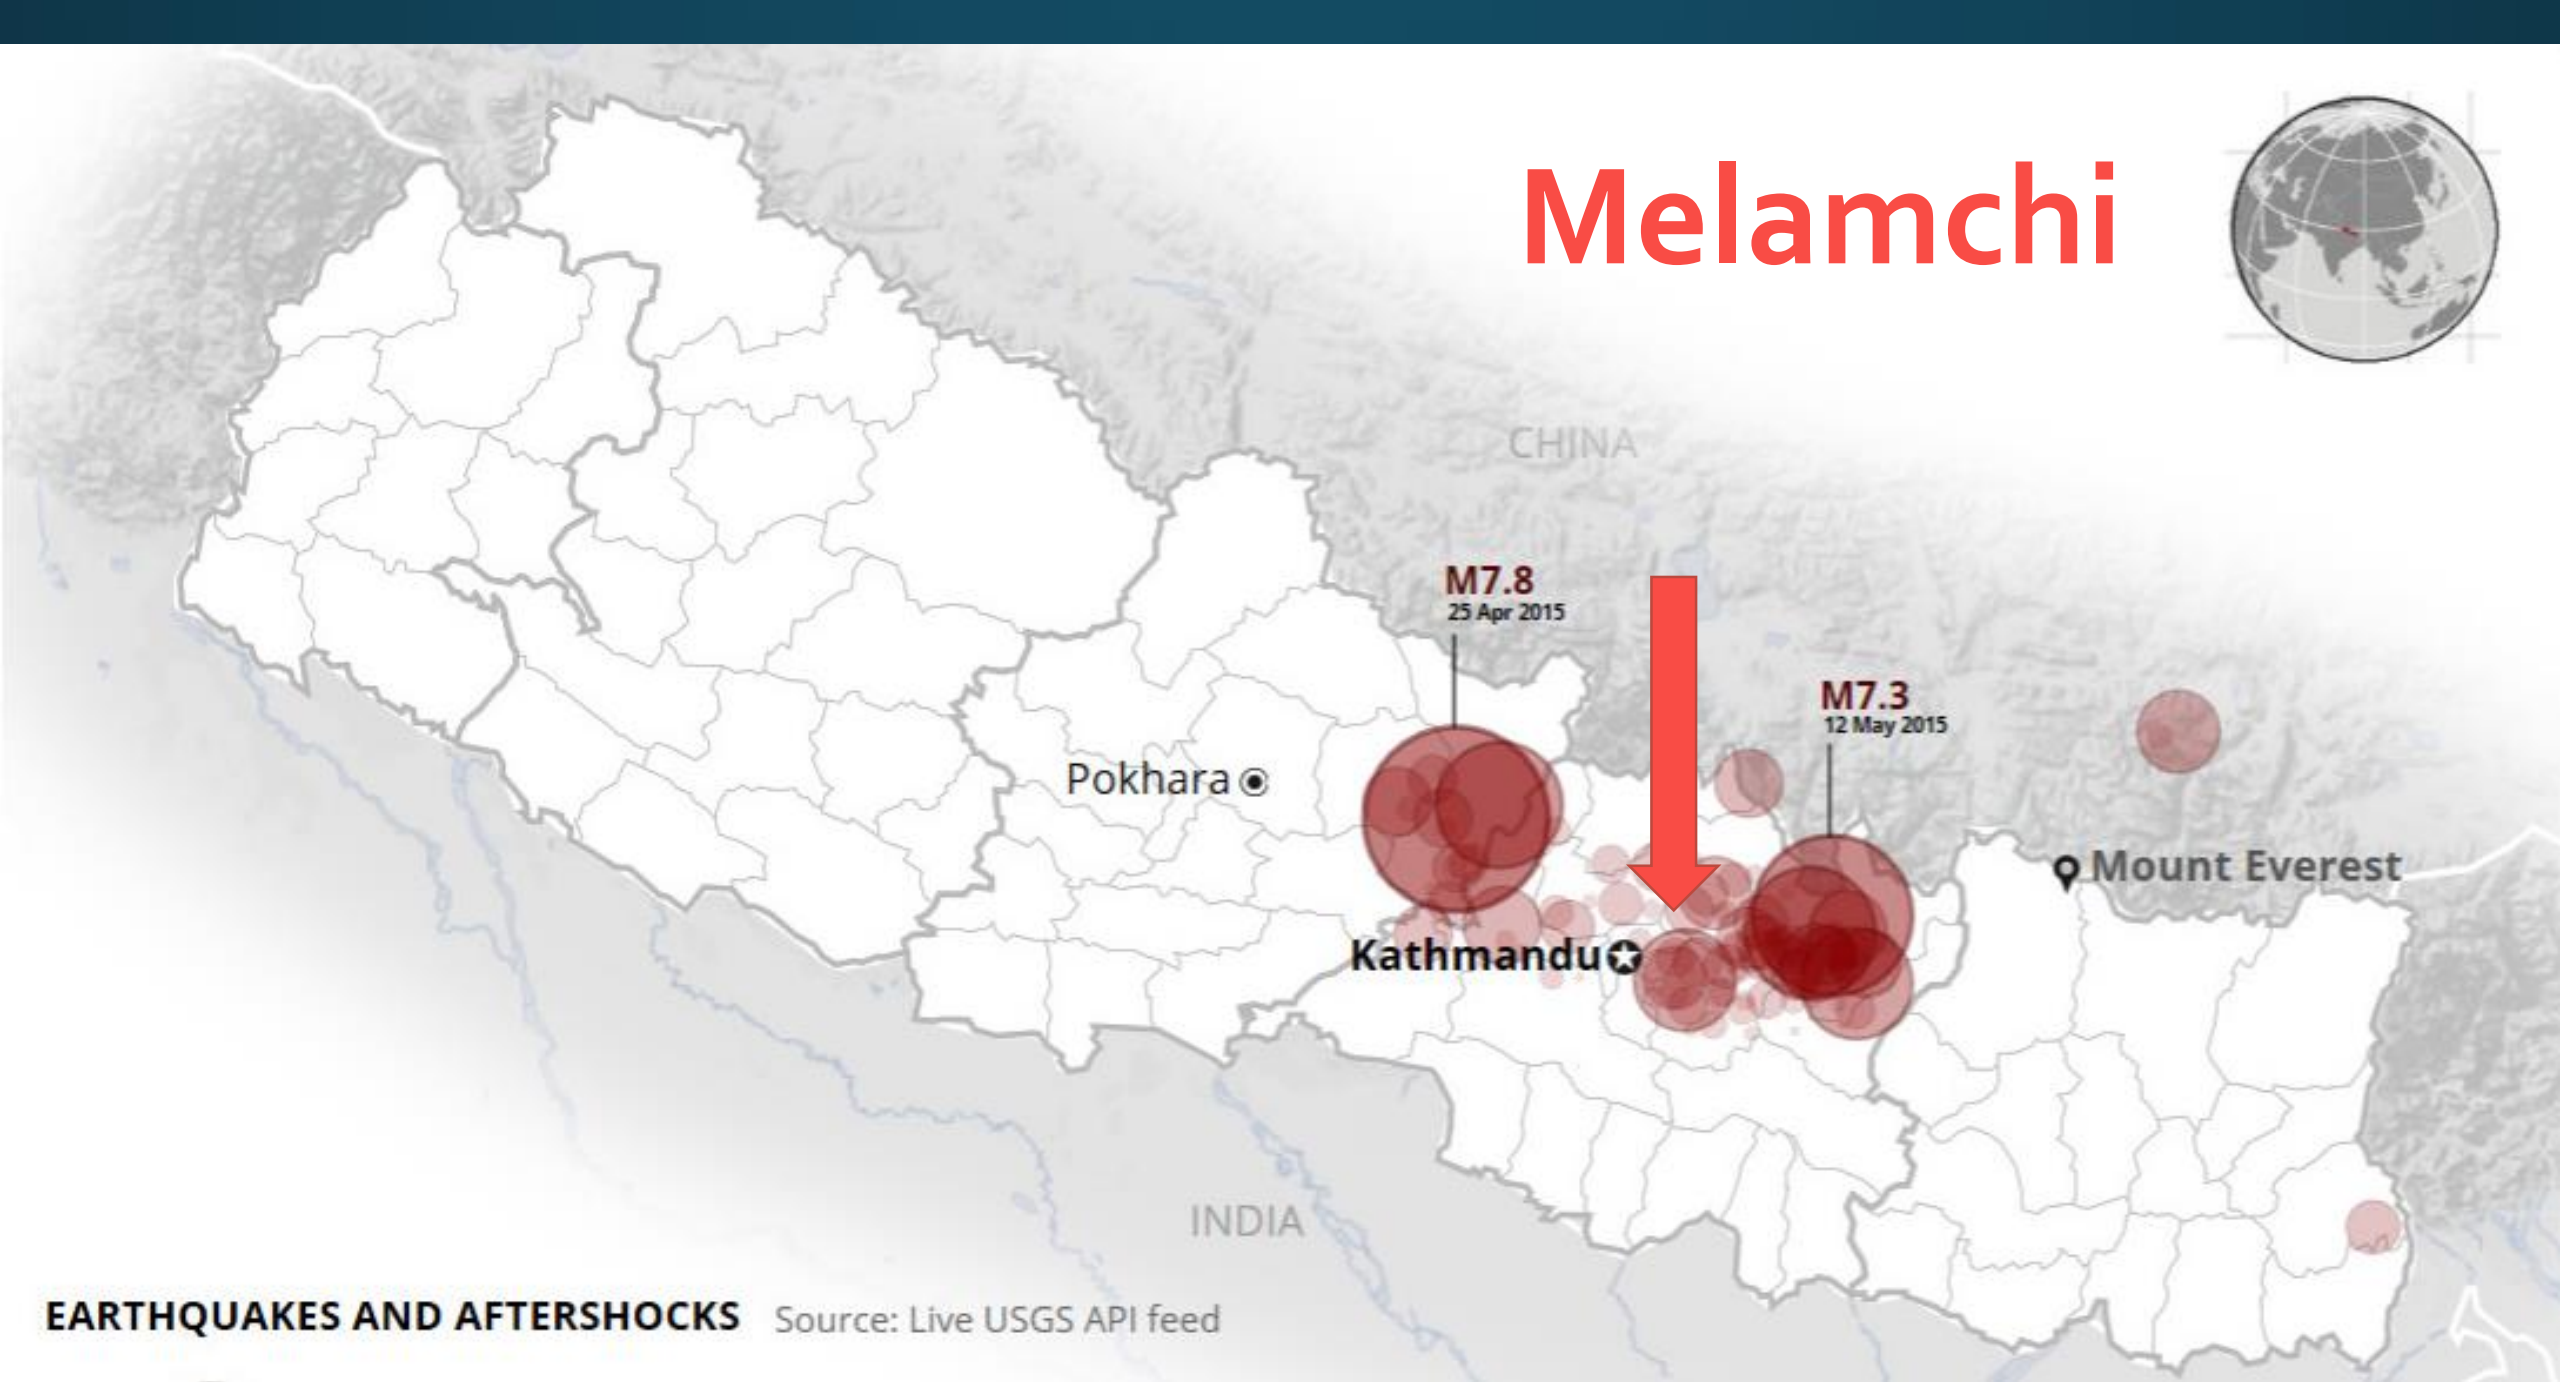 Melamchi
CHINA
M7.8
25 Apr 2015
M7.3
12 May 2015
Pokhara
Mount Everest
Kathmandu
INDIA
EARTHQUAKES AND AFTERSHOCKS Source: Live USGS API feed